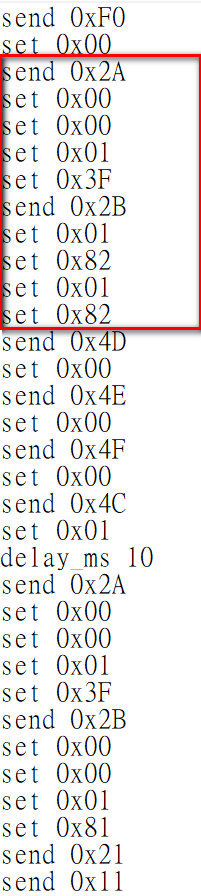 send 0xF0
set 0x00
send 0x2A
set 0x00
set 0x00
set 0x01
set 0x3F
send 0x2B
set 0x01
set 0x82
set 0x01
set 0x82
send 0x4D
set 0x00
send 0x4E
set 0x00
send 0x4F
set 0x00
send 0x4C
set 0x01
delay_ms 10
send 0x2A
set 0x00
set 0x00
set 0x01
set 0x3F
send 0x2B
set 0x00
set 0x00
set 0x01
set 0x81
send 0x21
send 0x11